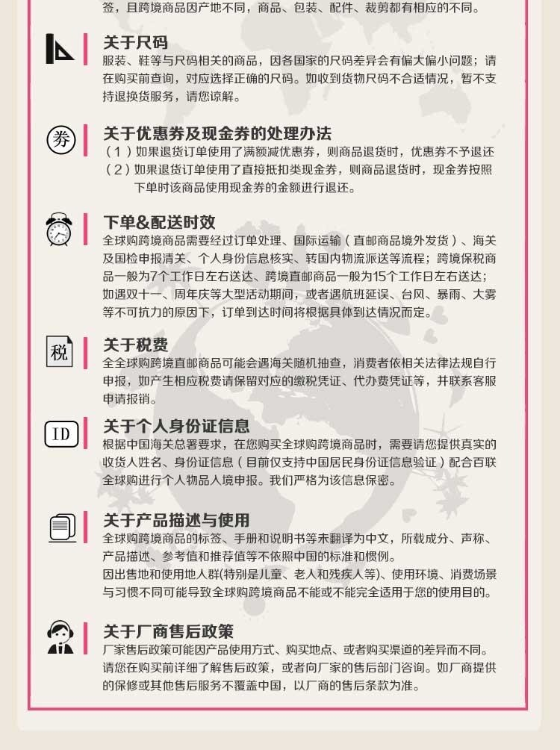 签，且跨境商品因产地不同，商品、包装、配件、裁剪都有相应的不同。
关于尺码
服装、鞋等与尺码相关的商品，因各国家的尺码差异会有偏大偏小问题；请
在购买前查询，对应选择正确的尺码。如收到货物尺码不合适情况，暂不支
持退换货服务，请您谅解。
券
关于优惠券及现金券的处理办法
（1）如果退货订单使用了满额减优惠券，则商品退货时，优惠券不予退还
（2）如果退货订单使用了直接抵扣类现金券，则商品退货时，现金券按照
下单时该商品使用现金券的金额进行退还。
下单&配送时效
全球购跨境商品需要经过订单处理、国际运输（直邮商品境外发货）、海关
及国检申报清关、个人身份信息核实、转国内物流派送等流程；跨境保税商
品一般为7个工作日左右送达、跨境直邮商品一般为15个工作日左右送达；
如遇双十一、周年庆等大型活动期间，或者遇航班延误、台风、暴雨、大雾
等不可抗力的原因下，订单到达时间将根据具体到达情况而定。
税
关于税费
全全球购跨境直邮商品可能会遇海关随机抽查，消费者依相关法律法规自行
申报，如产生相应税费请保留对应的缴税凭证、代办费凭证等，并联系客服
申请报销。
ID
关于个人身份证信息
根据中国海关总署要求，在您购买全球购跨境商品时，需要请您提供真实的
收货人姓名、身份证信息（目前仅支持中国居民身份证信息验证）配合百联
全球购进行个人物品入境申报。我们严格为该信息保密。
关于产品描述与使用
全球购跨境商品的标签、手册和说明书等未翻译为中文，所载成分、声称、
产品描述、参考值和推荐值等不依照中国的标准和惯例。
因出售地和使用地人群(特别是儿童、老人和残疾人等)、使用环境、消费场景
与习惯不同可能导致全球购跨境商品不能或不能完全适用于您的使用目的。
关于厂商售后政策
厂家售后政策可能因产品使用方式、购买地点、或者购买渠道的差异而不同。
请您在购买前详细了解售后政策，或者向厂家的售后部门咨询。如厂商提供
的保修或其他售后服务不覆盖中国，以厂商的售后条款为准。